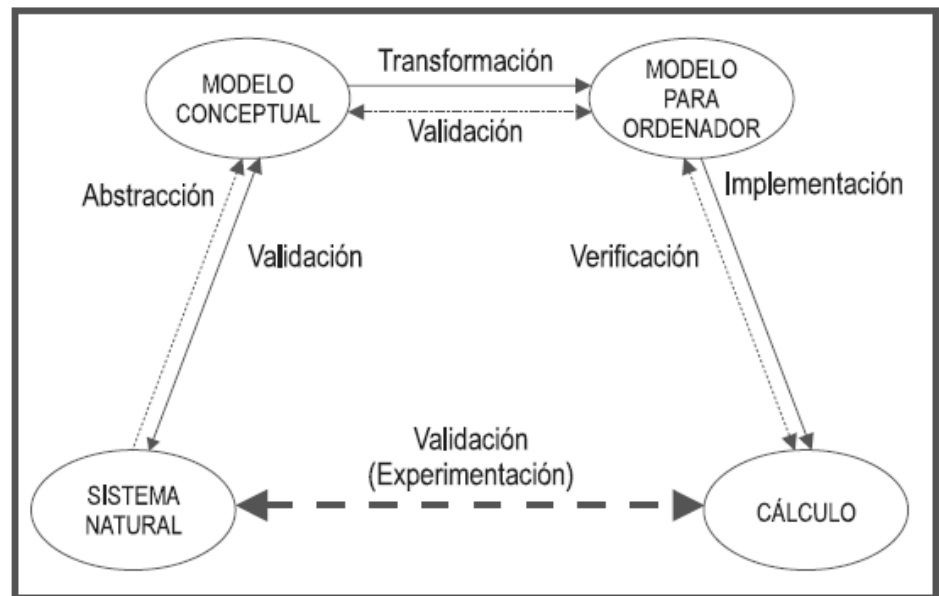 Transformación
MODELO
CONCEPTUAL
MODELO
PARA
ORDENADOR
Validación
Abstracción
Implementación
Validación
Verificación
Validación
(Experimentación)
SISTEMA
NATURAL
CÁLCULO